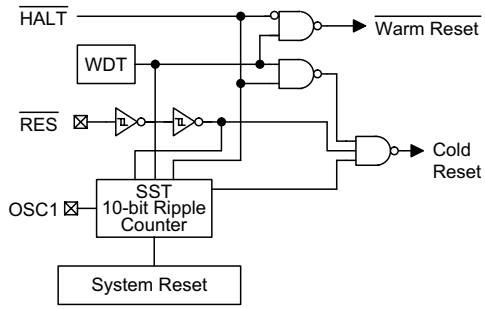 HALT
Warm Reset
WDT
RES
Cold
Reset
OSC1
SST
10-bit Ripple
Counter
System Reset